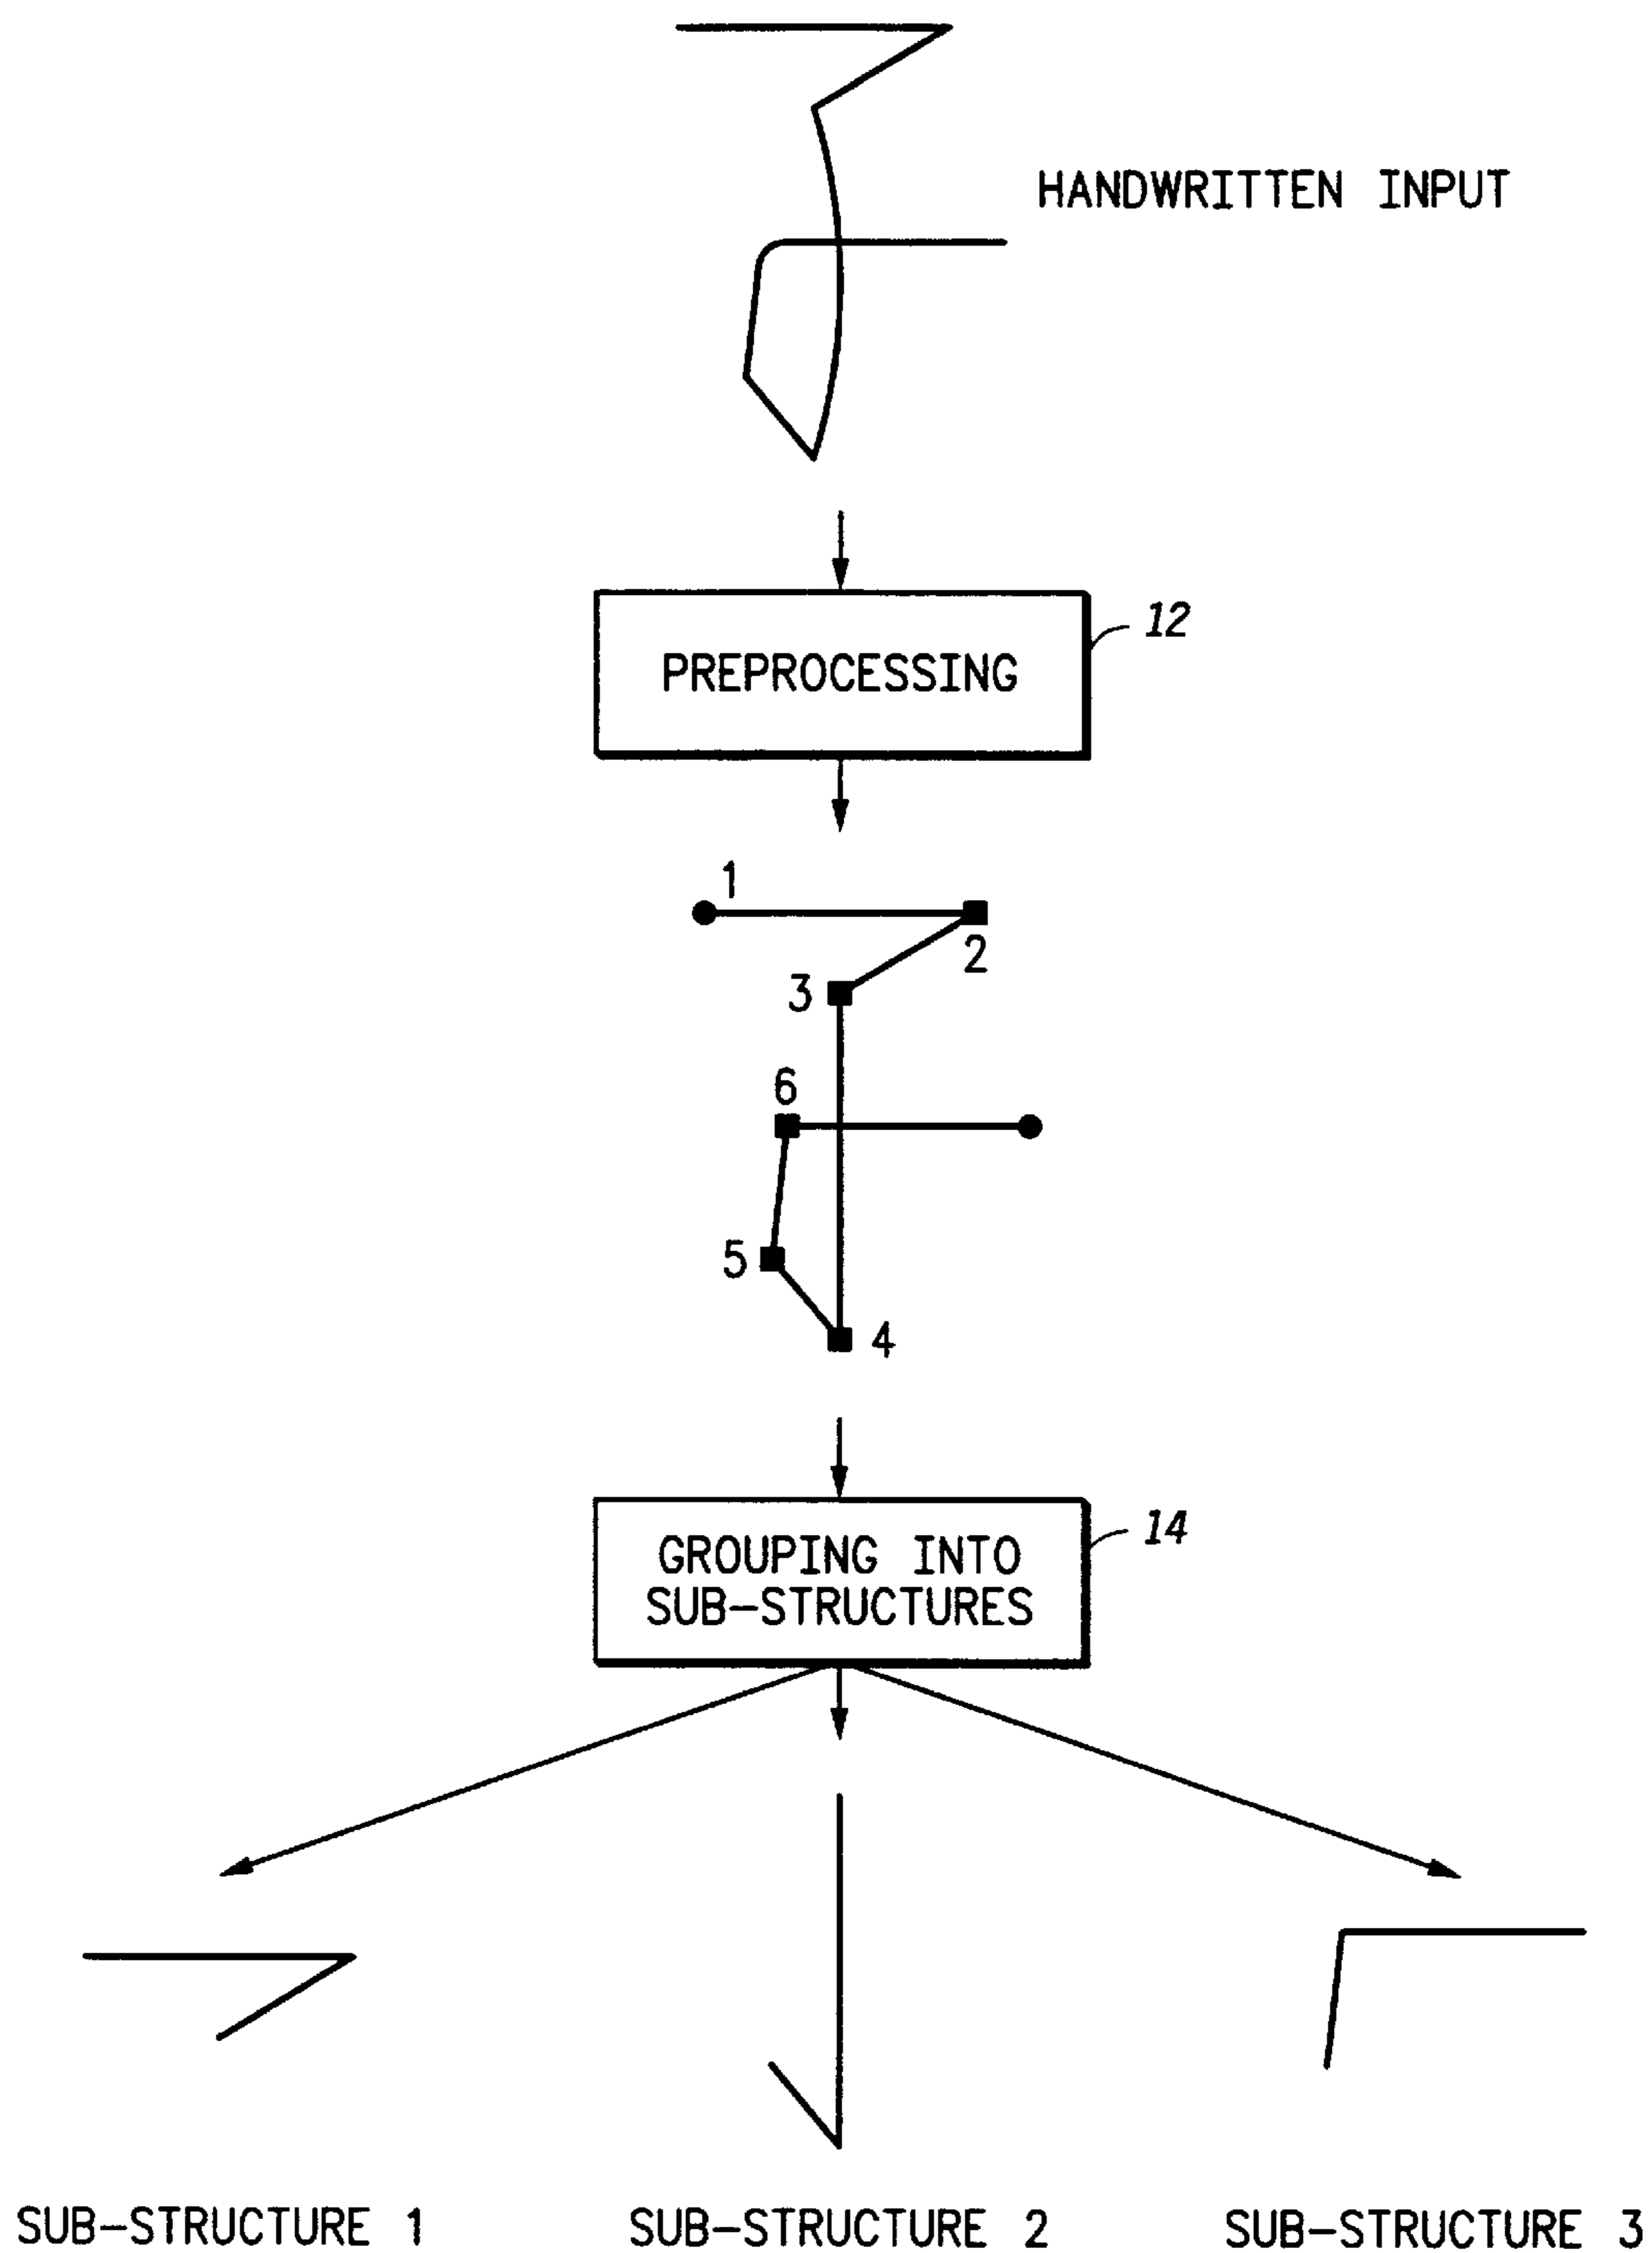 HANDWRITTEN INPUT
12
PREPROCESSING
1
2
3
6
5
4
14
GROUPING INTO
SUB-STRUCTURES
SUB-STRUCTURE 1
SUB-STRUCTURE 2
SUB-STRUCTURE 3